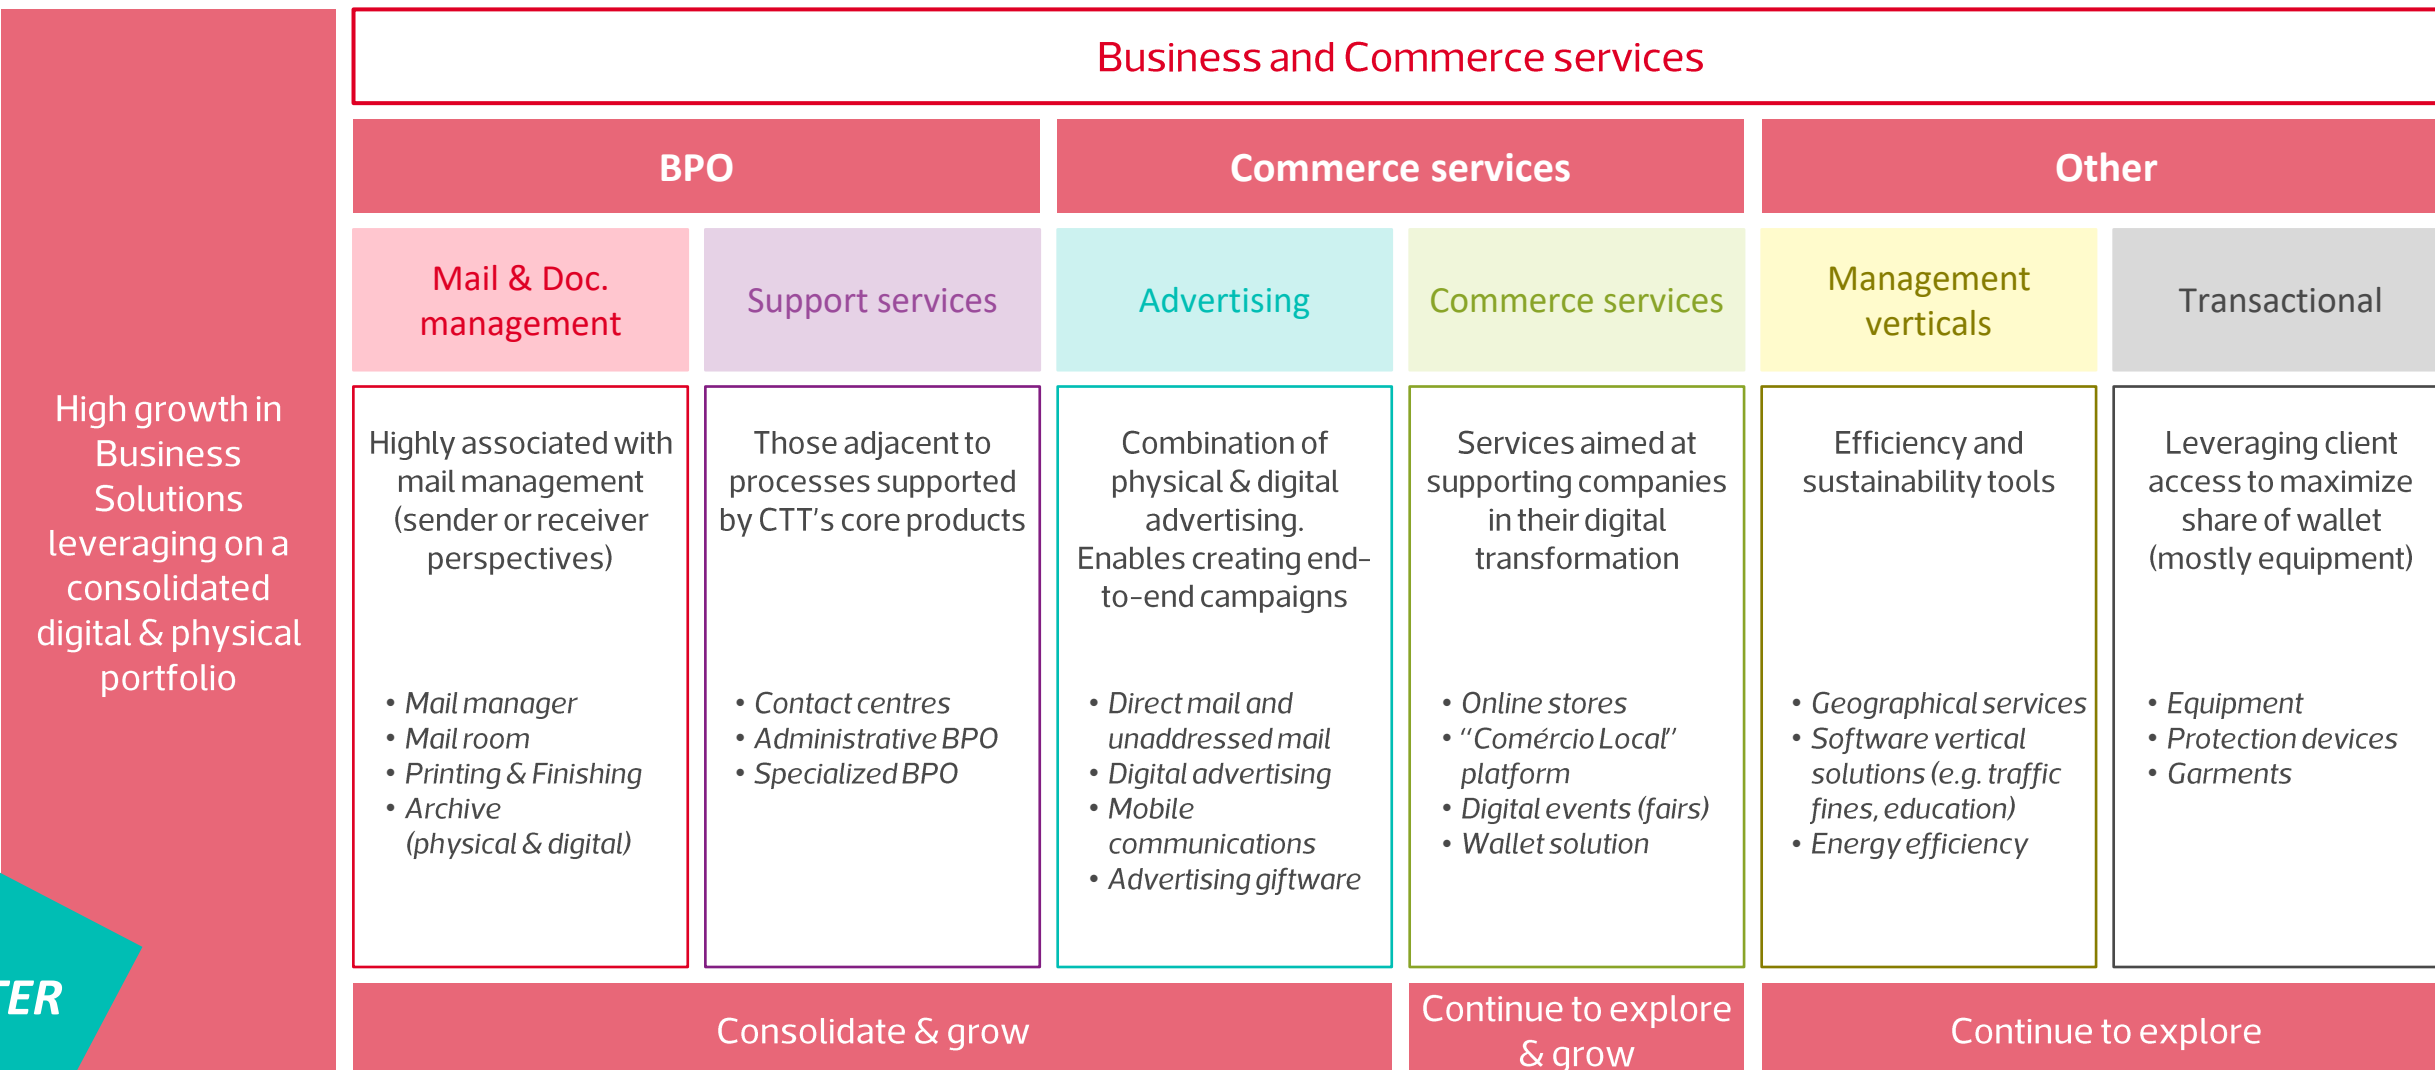 Business and Commerce services
BPO
Commerce services
Other
Mail & Doc.
management
Support services
Advertising
Commerce services
Management
verticals
Transactional
High growth in
Business
Solutions
leveraging on a
consolidated
digital & physical
portfolio
Highly associated with
mail management
(sender or receiver
perspectives)
• Mail manager
• Mail room
• Printing & Finishing
• Archive
(physical & digital)
Those adjacent to
processes supported
by CTT's core products
• Contact centres
• Administrative BPO
• Specialized BPO
Combination of
physical & digital
advertising.
Enables creating end-
to-end campaigns
• Direct mail and
unaddressed mail
• Digital advertising
• Mobile
communications
• Advertising giftware
Services aimed at
supporting companies
in their digital
transformation
• Online stores
• "Comércio Local"
platform
• Digital events (fairs)
• Wallet solution
Efficiency and
sustainability tools
• Geographical services
• Software vertical
solutions (e.g. traffic
fines, education)
• Energy efficiency
Leveraging client
access to maximize
share of wallet
(mostly equipment)
• Equipment
• Protection devices
• Garments
Consolidate & grow
Continue to explore
& grow
Continue to explore